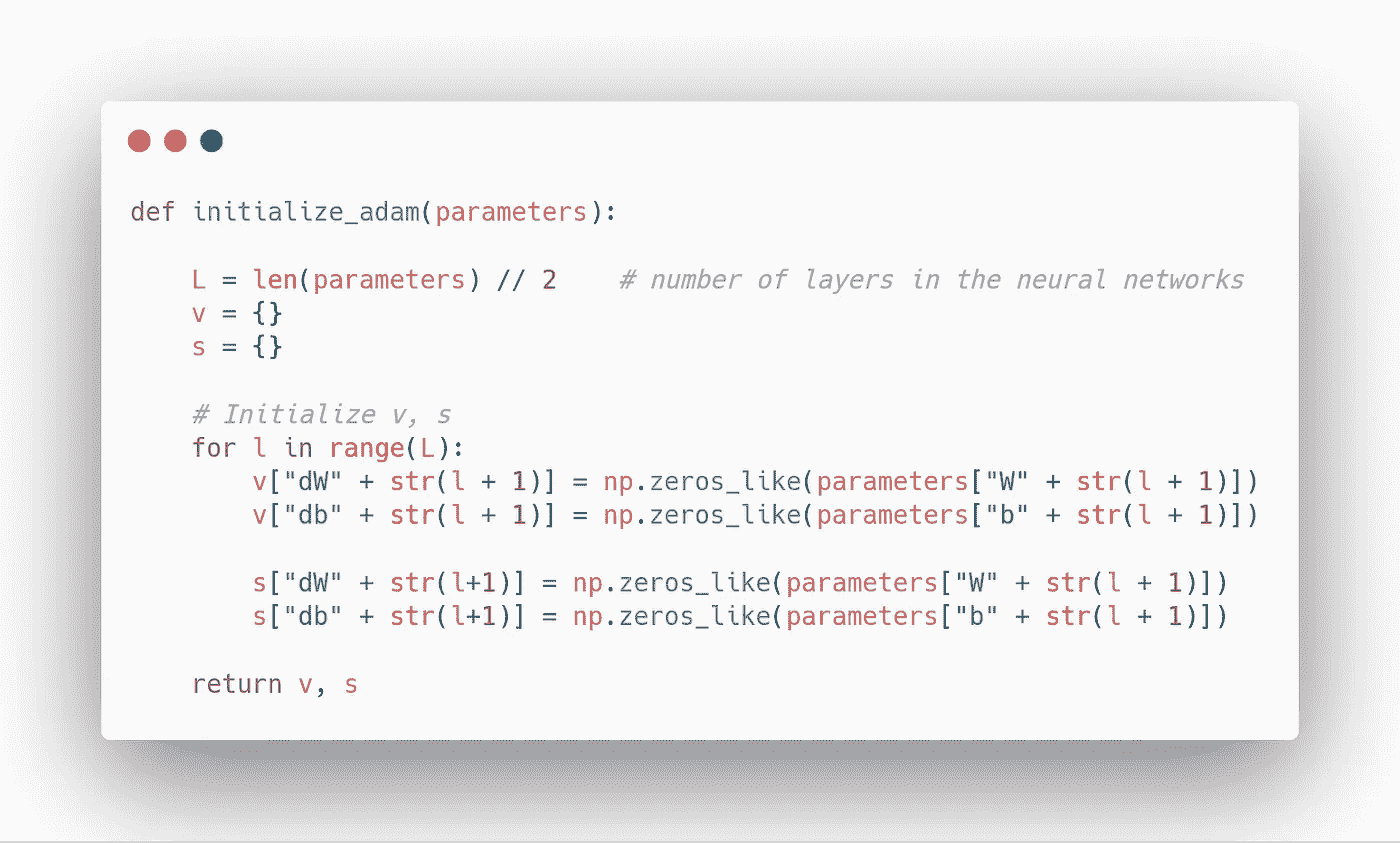 def initialize_adam(parameters):
L = len(parameters) // 2    # number of layers in the neural networks
v = {}
s = {}
# Initialize v, s
for l in range(L):
v["dW" + str(l + 1)] = np.zeros_like(parameters["W" + str(l + 1)])
v["db" + str(l + 1)] = np.zeros_like(parameters["b" + str(l + 1)])
s["dW" + str(l+1)] = np.zeros_like(parameters["W" + str(l + 1)])
s["db" + str(l+1)] = np.zeros_like(parameters["b" + str(l + 1)])
return v, s